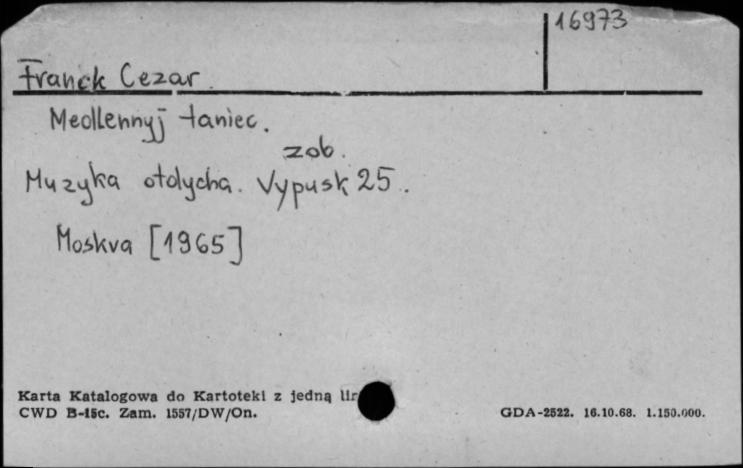 16973
Franck Cezar
Medlennyj taniec.
zob.
Muzyka otdycha. Vypusk 25.
Moskva [1965]
Karta Katalogowa do Kartoteki z jedną
CWD B-15c. Zam. 1557/DW/On.
GDA-2522. 16.10.68. 1.150.000.